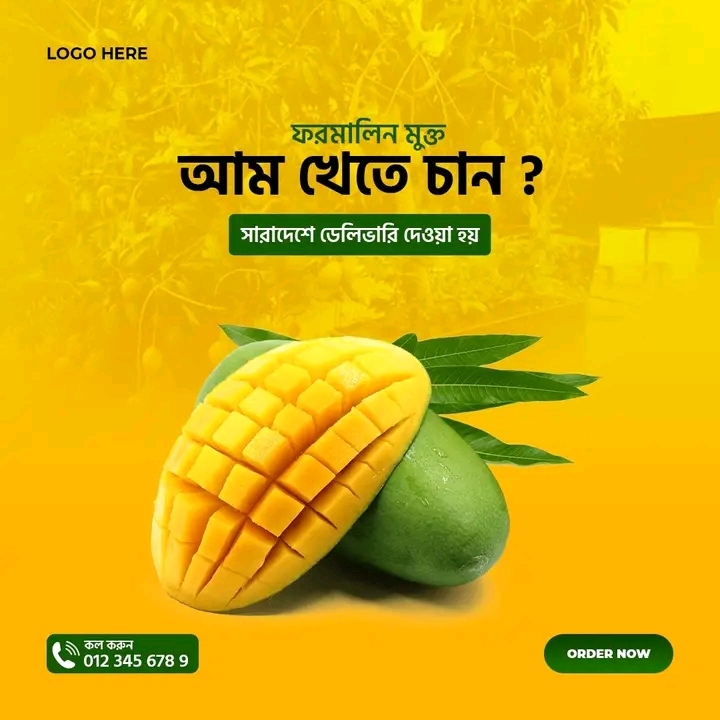 LOGO HERE
ফরমালিন মুক্ত
আম খেতে চান ?
সারাদেশে ডেলিভারি দেওয়া হয়
কল করুন
012 345 678 9
ORDER NOW